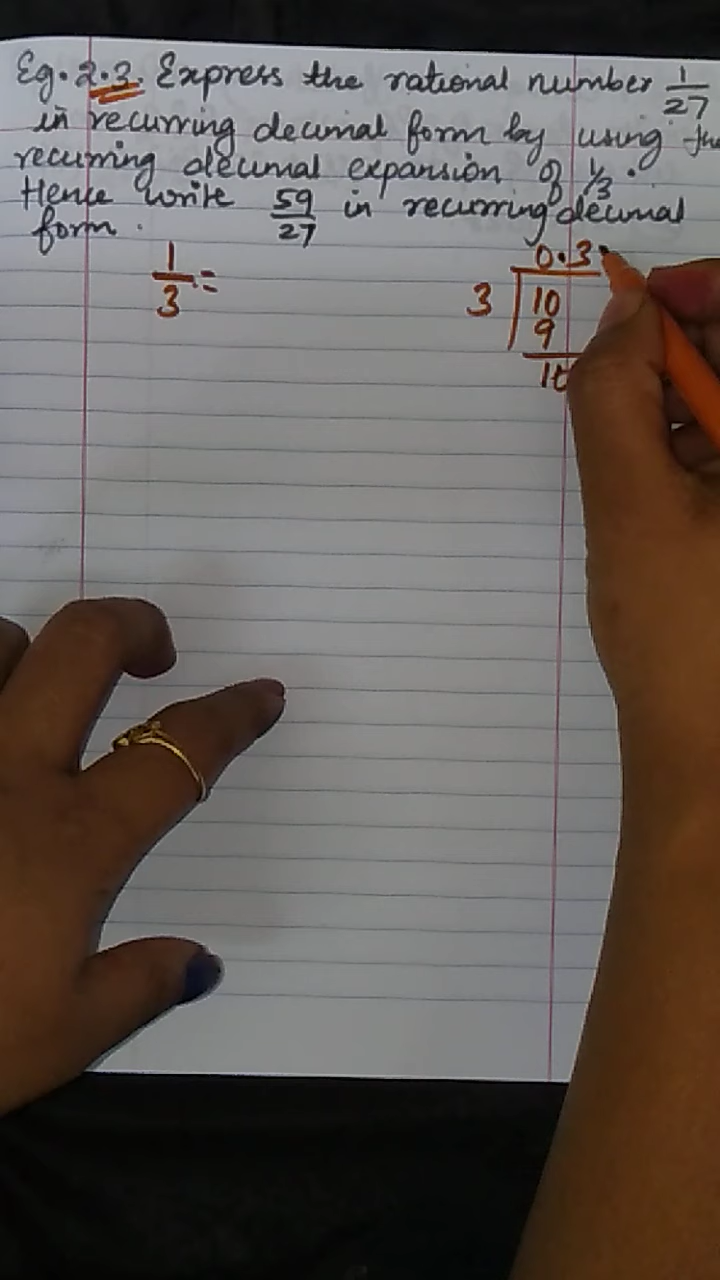 Eg. 2.3. Express the rational number 1/27
in recurring decimal form by using the
recurring decimal expansion of 1/3.
Hence write 59/27 in recurring decimal
form.
1/3 =
0.3
3 10
9
10